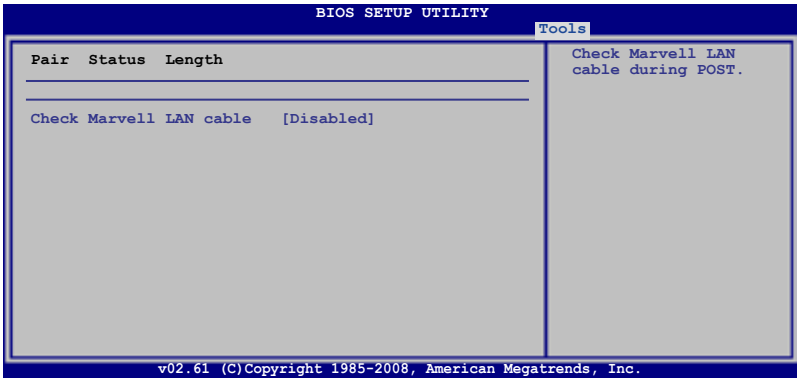 BIOS SETUP UTILITY
Tools
Pair Status Length
Check Marvell LAN cable [Disabled]
Check Marvell LAN
cable during POST.
v02.61 (C)Copyright 1985-2008, American Megatrends, Inc.